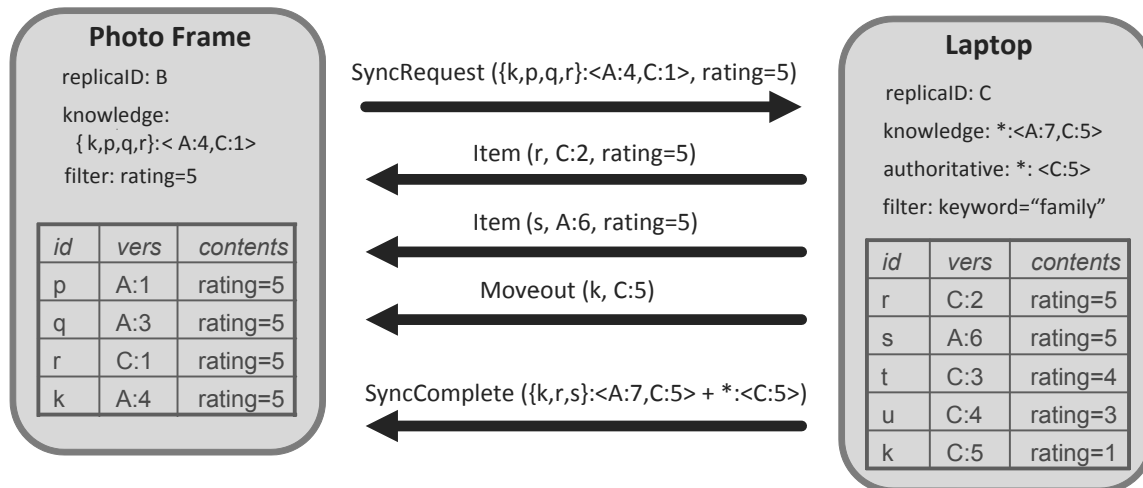 Photo Frame
replicaID: B
knowledge:
{ k,p,q,r}:< A:4,C:1>
filter: rating=5
id vers contents
p A:1 rating=5
q A:3 rating=5
r C:1 rating=5
k A:4 rating=5
SyncRequest ({k,p,q,r}:<A:4,C:1>, rating=5)
Item (r, C:2, rating=5)
Item (s, A:6, rating=5)
Moveout (k, C:5)
SyncComplete ({k,r,s}:<A:7,C:5> + *:<C:5>)
Laptop
replicaID: C
knowledge: *:<A:7,C:5>
authoritative: *: <C:5>
filter: keyword="family"
id vers contents
r C:2 rating=5
s A:6 rating=5
t C:3 rating=4
u C:4 rating=3
k C:5 rating=1